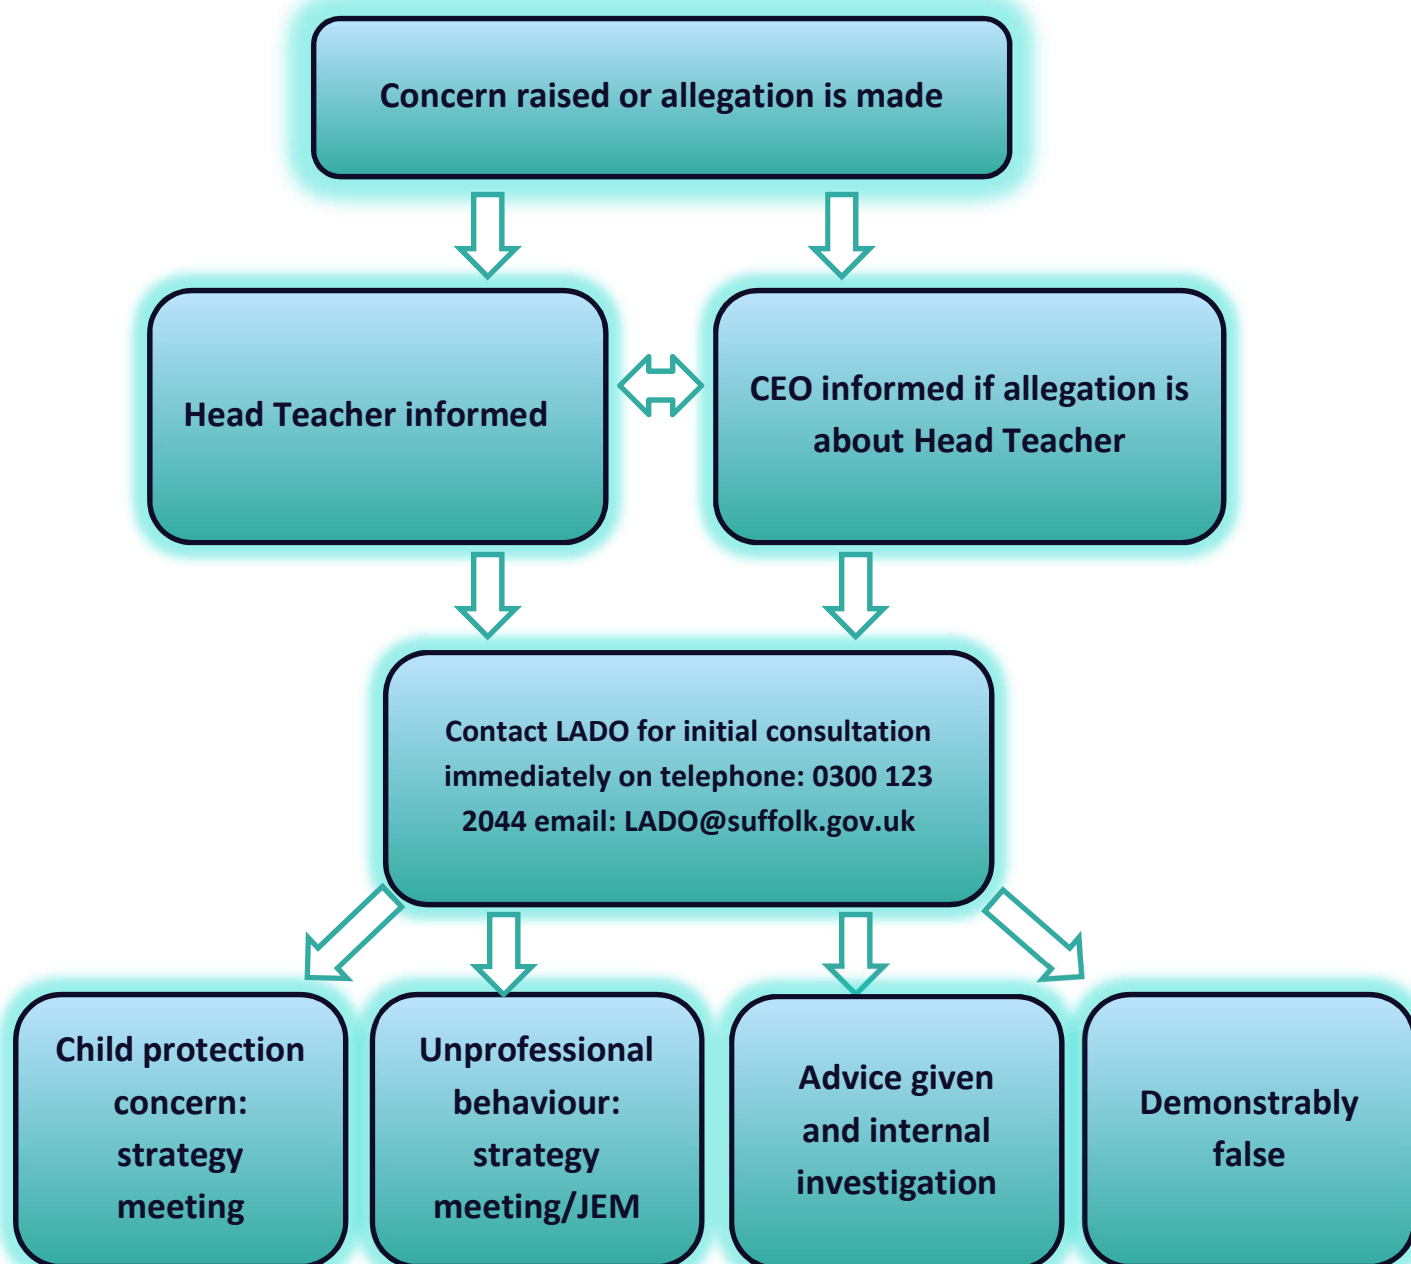 Concern raised or allegation is made
Head Teacher informed
CEO informed if allegation is
about Head Teacher
Contact LADO for initial consultation
immediately on telephone: 0300 123
2044 email: LADO@suffolk.gov.uk
Child protection
concern:
strategy
meeting
Unprofessional
behaviour:
strategy
meeting/JEM
Advice given
and internal
investigation
Demonstrably
false